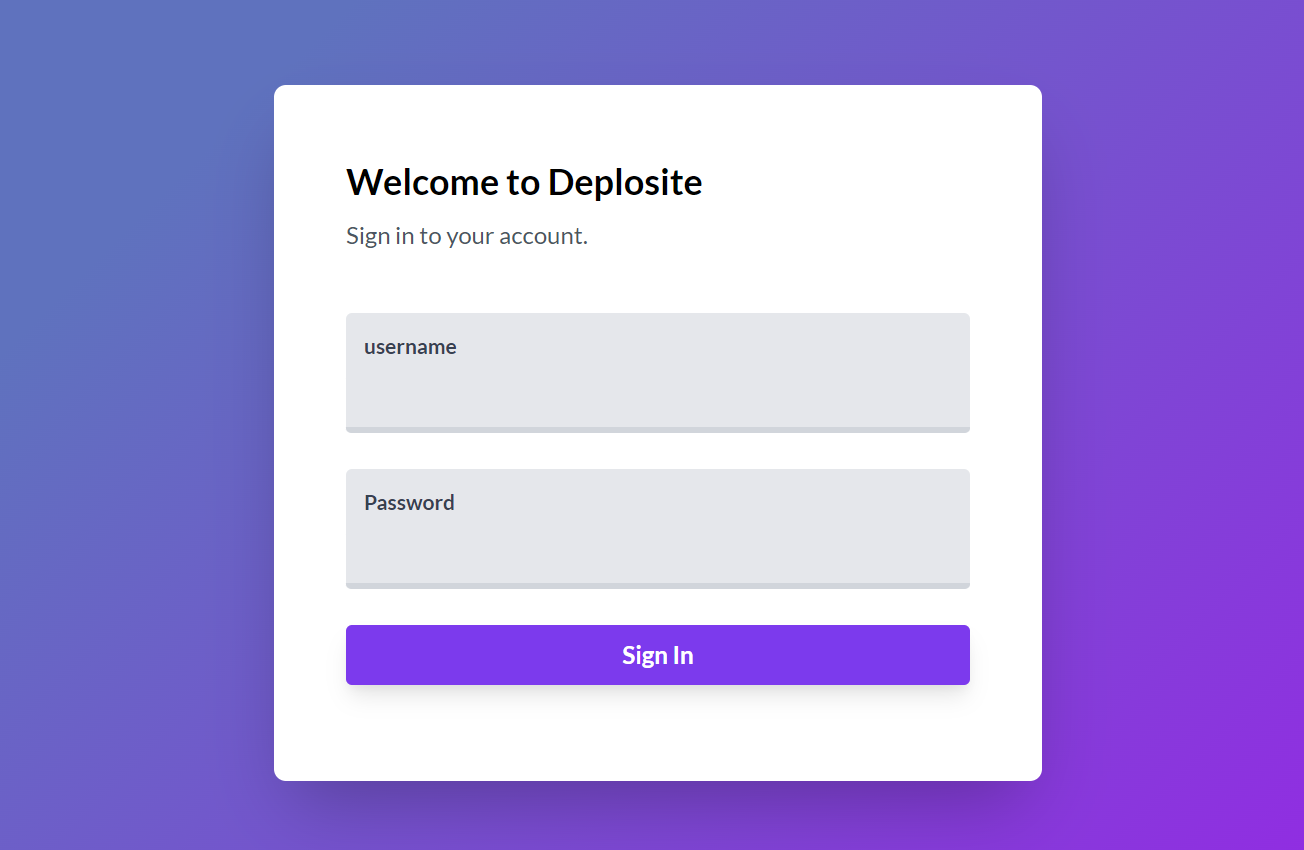 Welcome to Deplosite
Sign in to your account.
username
Password
Sign In